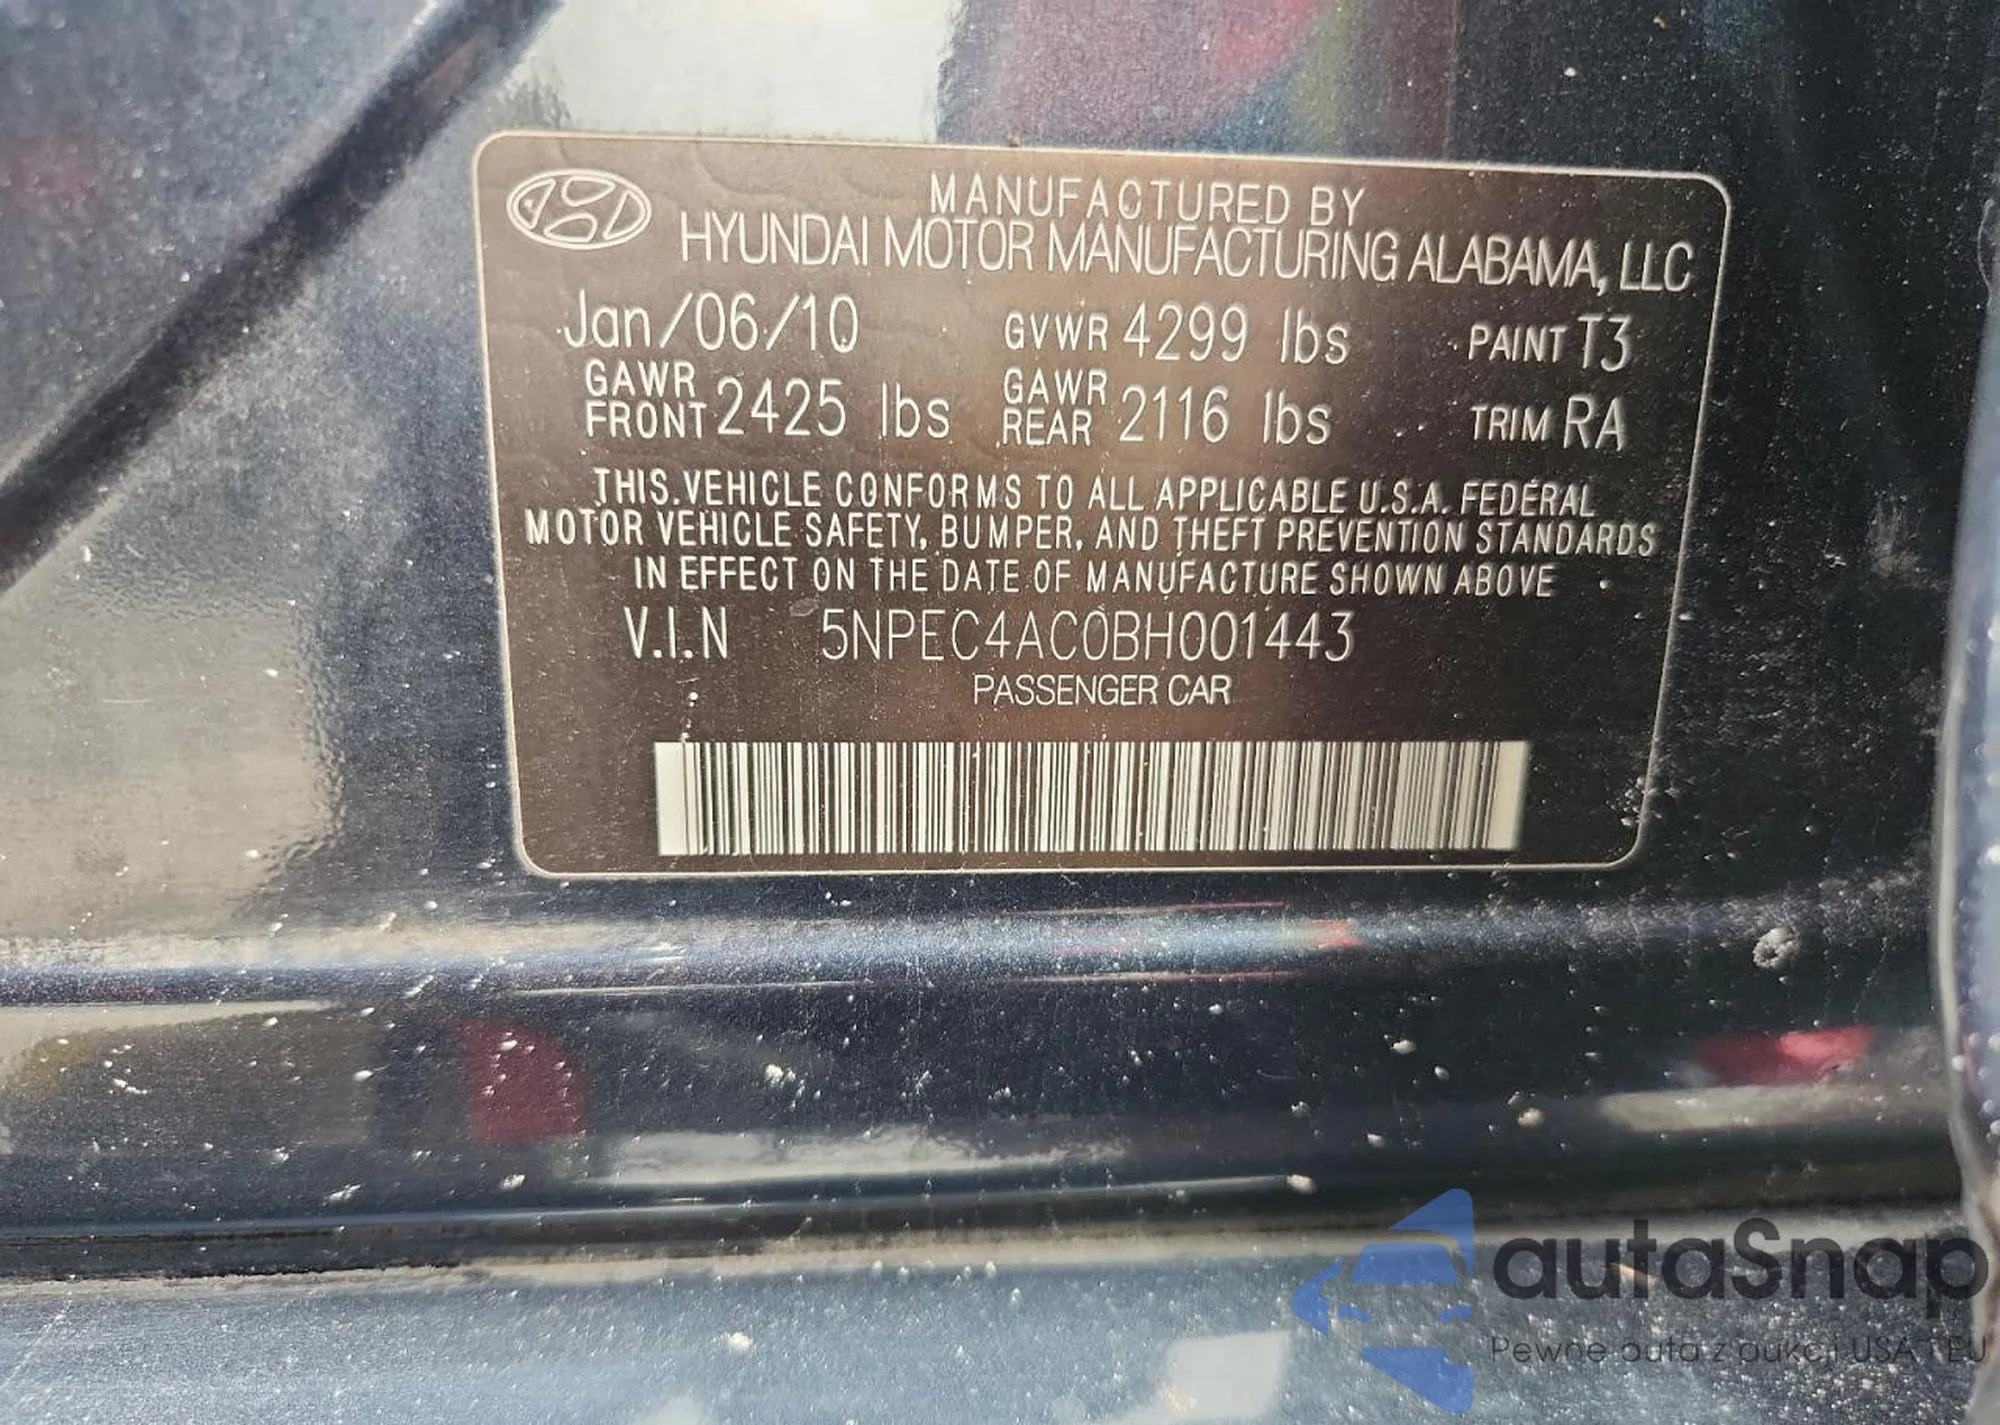 MANUFACTURED BY
HYUNDAI MOTOR MANUFACTURING ALABAMA, LLC
Jan/06/10 GVWR 4299 lbs PAINT T3
GAWR FRONT 2425 lbs GAWR REAR 2116 lbs TRIM RA
THIS VEHICLE CONFORMS TO ALL APPLICABLE U.S.A. FEDERAL
MOTOR VEHICLE SAFETY, BUMPER, AND THEFT PREVENTION STANDARDS
IN EFFECT ON THE DATE OF MANUFACTURE SHOWN ABOVE
V.I.N 5NPEC4AC0BH001443
PASSENGER CAR
autaSnap
Pewne auta z aukcji USA i EU